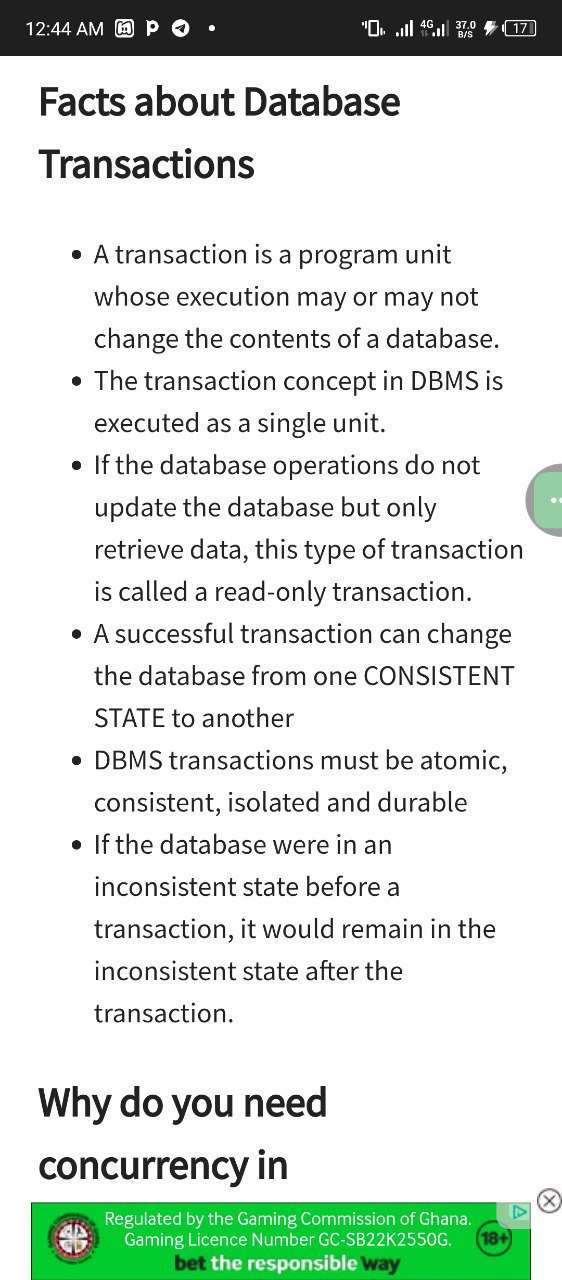 12:44 AM
4G 37.0 B/S 17
Facts about Database
Transactions
• A transaction is a program unit
whose execution may or may not
change the contents of a database.
• The transaction concept in DBMS is
executed as a single unit.
• If the database operations do not
update the database but only
retrieve data, this type of transaction
is called a read-only transaction.
• A successful transaction can change
the database from one CONSISTENT
STATE to another
• DBMS transactions must be atomic,
consistent, isolated and durable
• If the database were in an
inconsistent state before a
transaction, it would remain in the
inconsistent state after the
transaction.
Why do you need
concurrency in
Regulated by the Gaming Commission of Ghana.
Gaming Licence Number GC-SB22K2550G.
18+
bet the responsible way